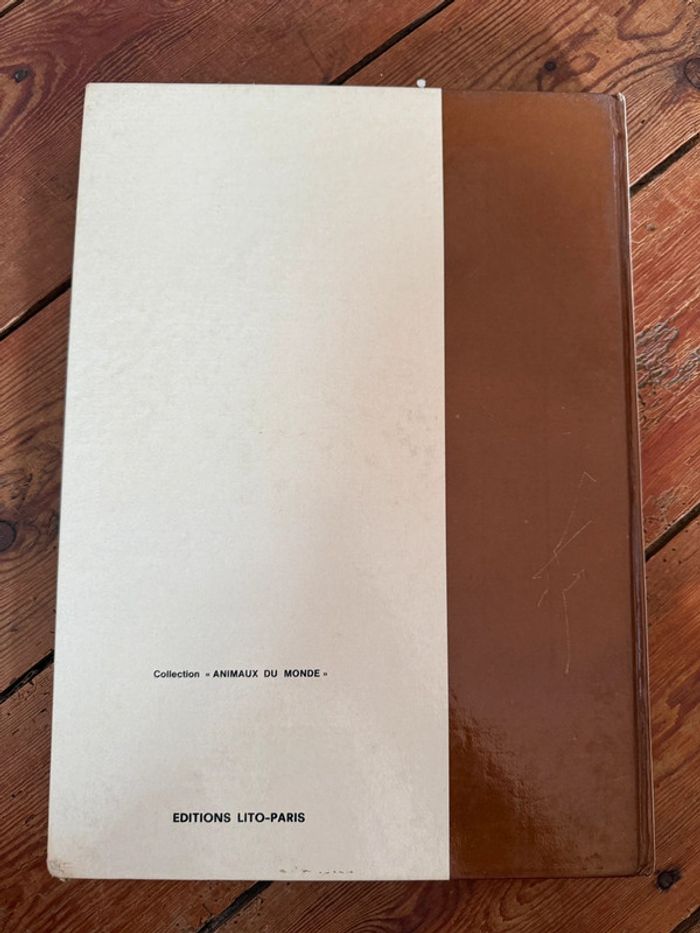 Collection « ANIMAUX DU MONDE »
EDITIONS LITO-PARIS